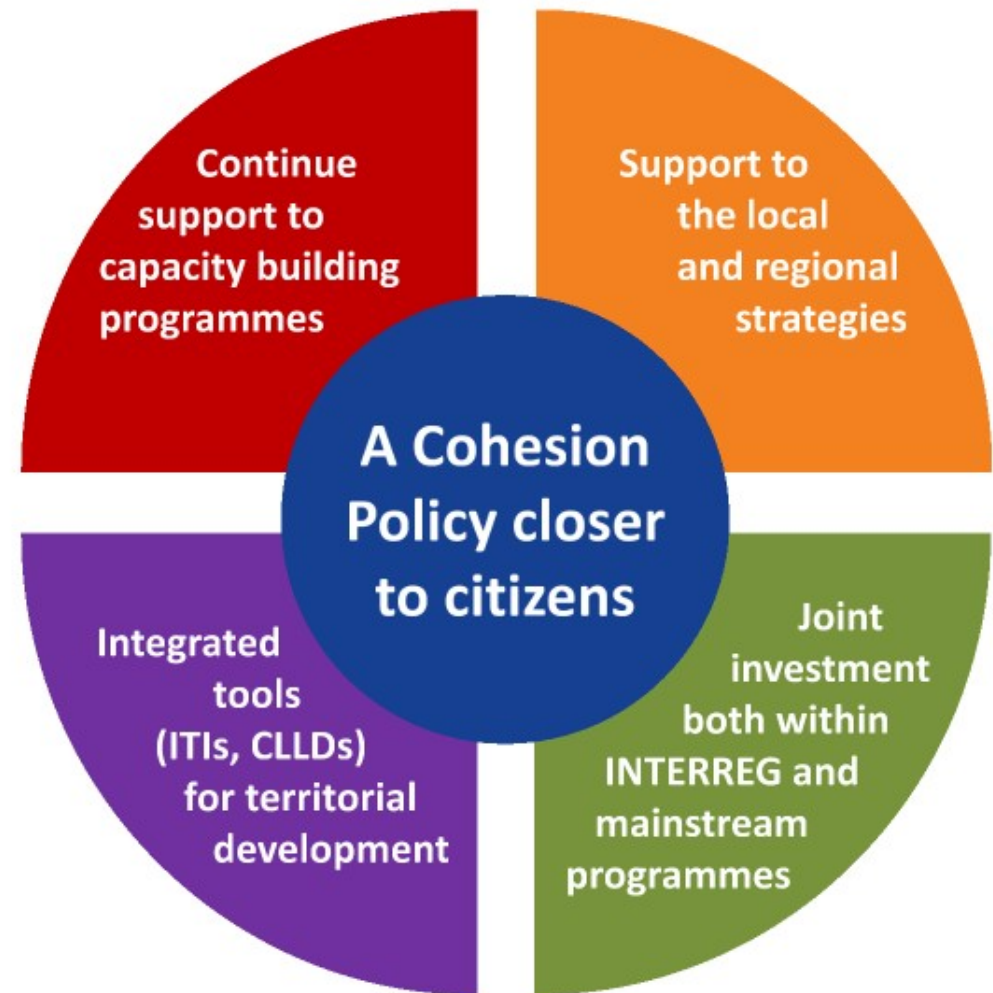 Continue
support to
capacity building
programmes
Support to
the local
and regional
strategies
A Cohesion
Policy closer
to citizens
Integrated
tools
(ITIs, CLLDs)
for territorial
development
Joint
investment
both within
INTERREG and
mainstream
programmes